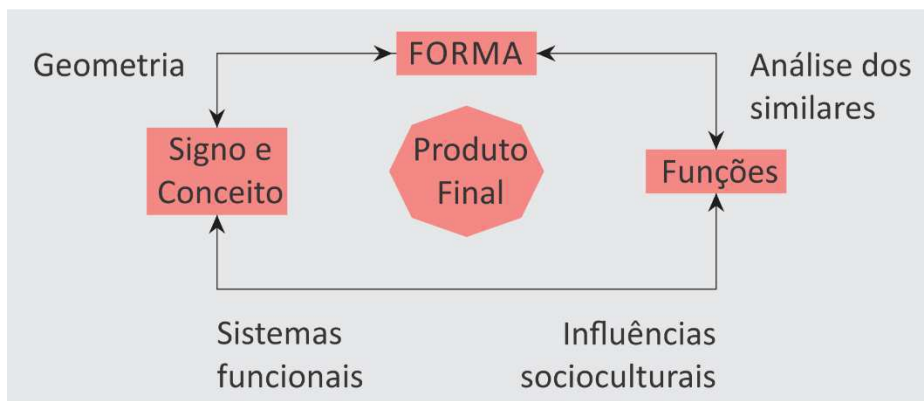 FORMA
Geometria
Análise dos
similares
Signo e
Conceito
Produto
Final
Funções
Sistemas
funcionais
Influências
socioculturais